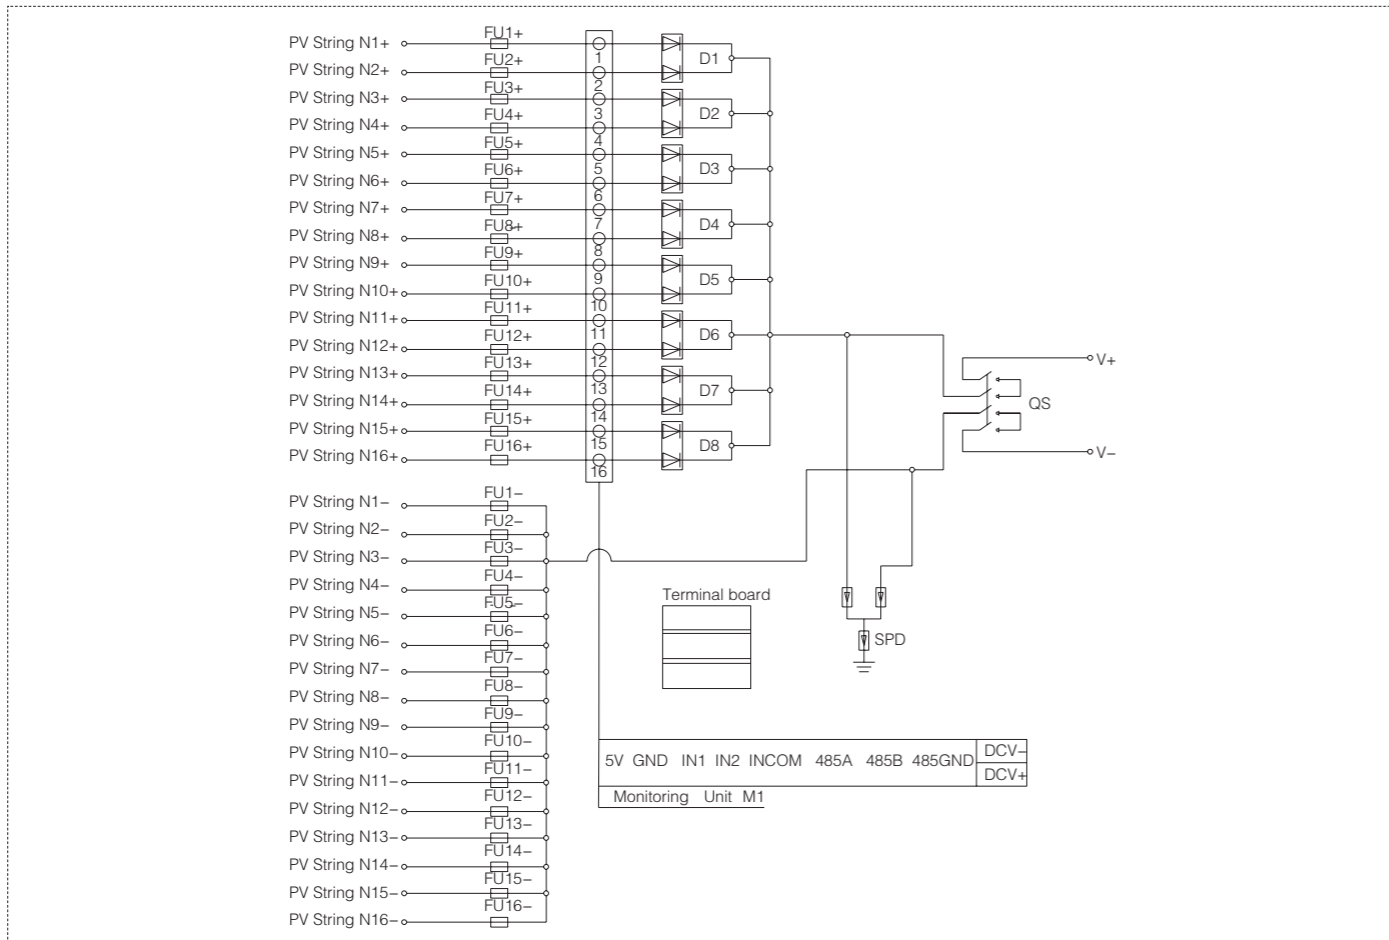 FU1+
PV String N1+
1
D1
FU2+
PV String N2+
2
FU3+
PV String N3+
3
D2
FU4+
PV String N4+
4
FU5+
PV String N5+
5
D3
FU6+
PV String N6+
6
FU7+
PV String N7+
7
D4
FU8+
PV String N8+
8
FU9+
PV String N9+
9
D5
FU10+
PV String N10+
10
FU11+
PV String N11+
11
D6
FU12+
PV String N12+
12
FU13+
PV String N13+
13
D7
FU14+
PV String N14+
14
FU15+
PV String N15+
15
D8
FU16+
PV String N16+
16
V+
QS
V−
FU1−
PV String N1−
FU2−
PV String N2−
FU3−
PV String N3−
FU4−
PV String N4−
FU5−
PV String N5−
FU6−
PV String N6−
FU7−
PV String N7−
FU8−
PV String N8−
FU9−
PV String N9−
FU10−
PV String N10−
FU11−
PV String N11−
FU12−
PV String N12−
FU13−
PV String N13−
FU14−
PV String N14−
FU15−
PV String N15−
FU16−
PV String N16−
Terminal board
SPD
5V GND IN1 IN2 INCOM 485A 485B 485GND
DCV−
DCV+
Monitoring Unit M1